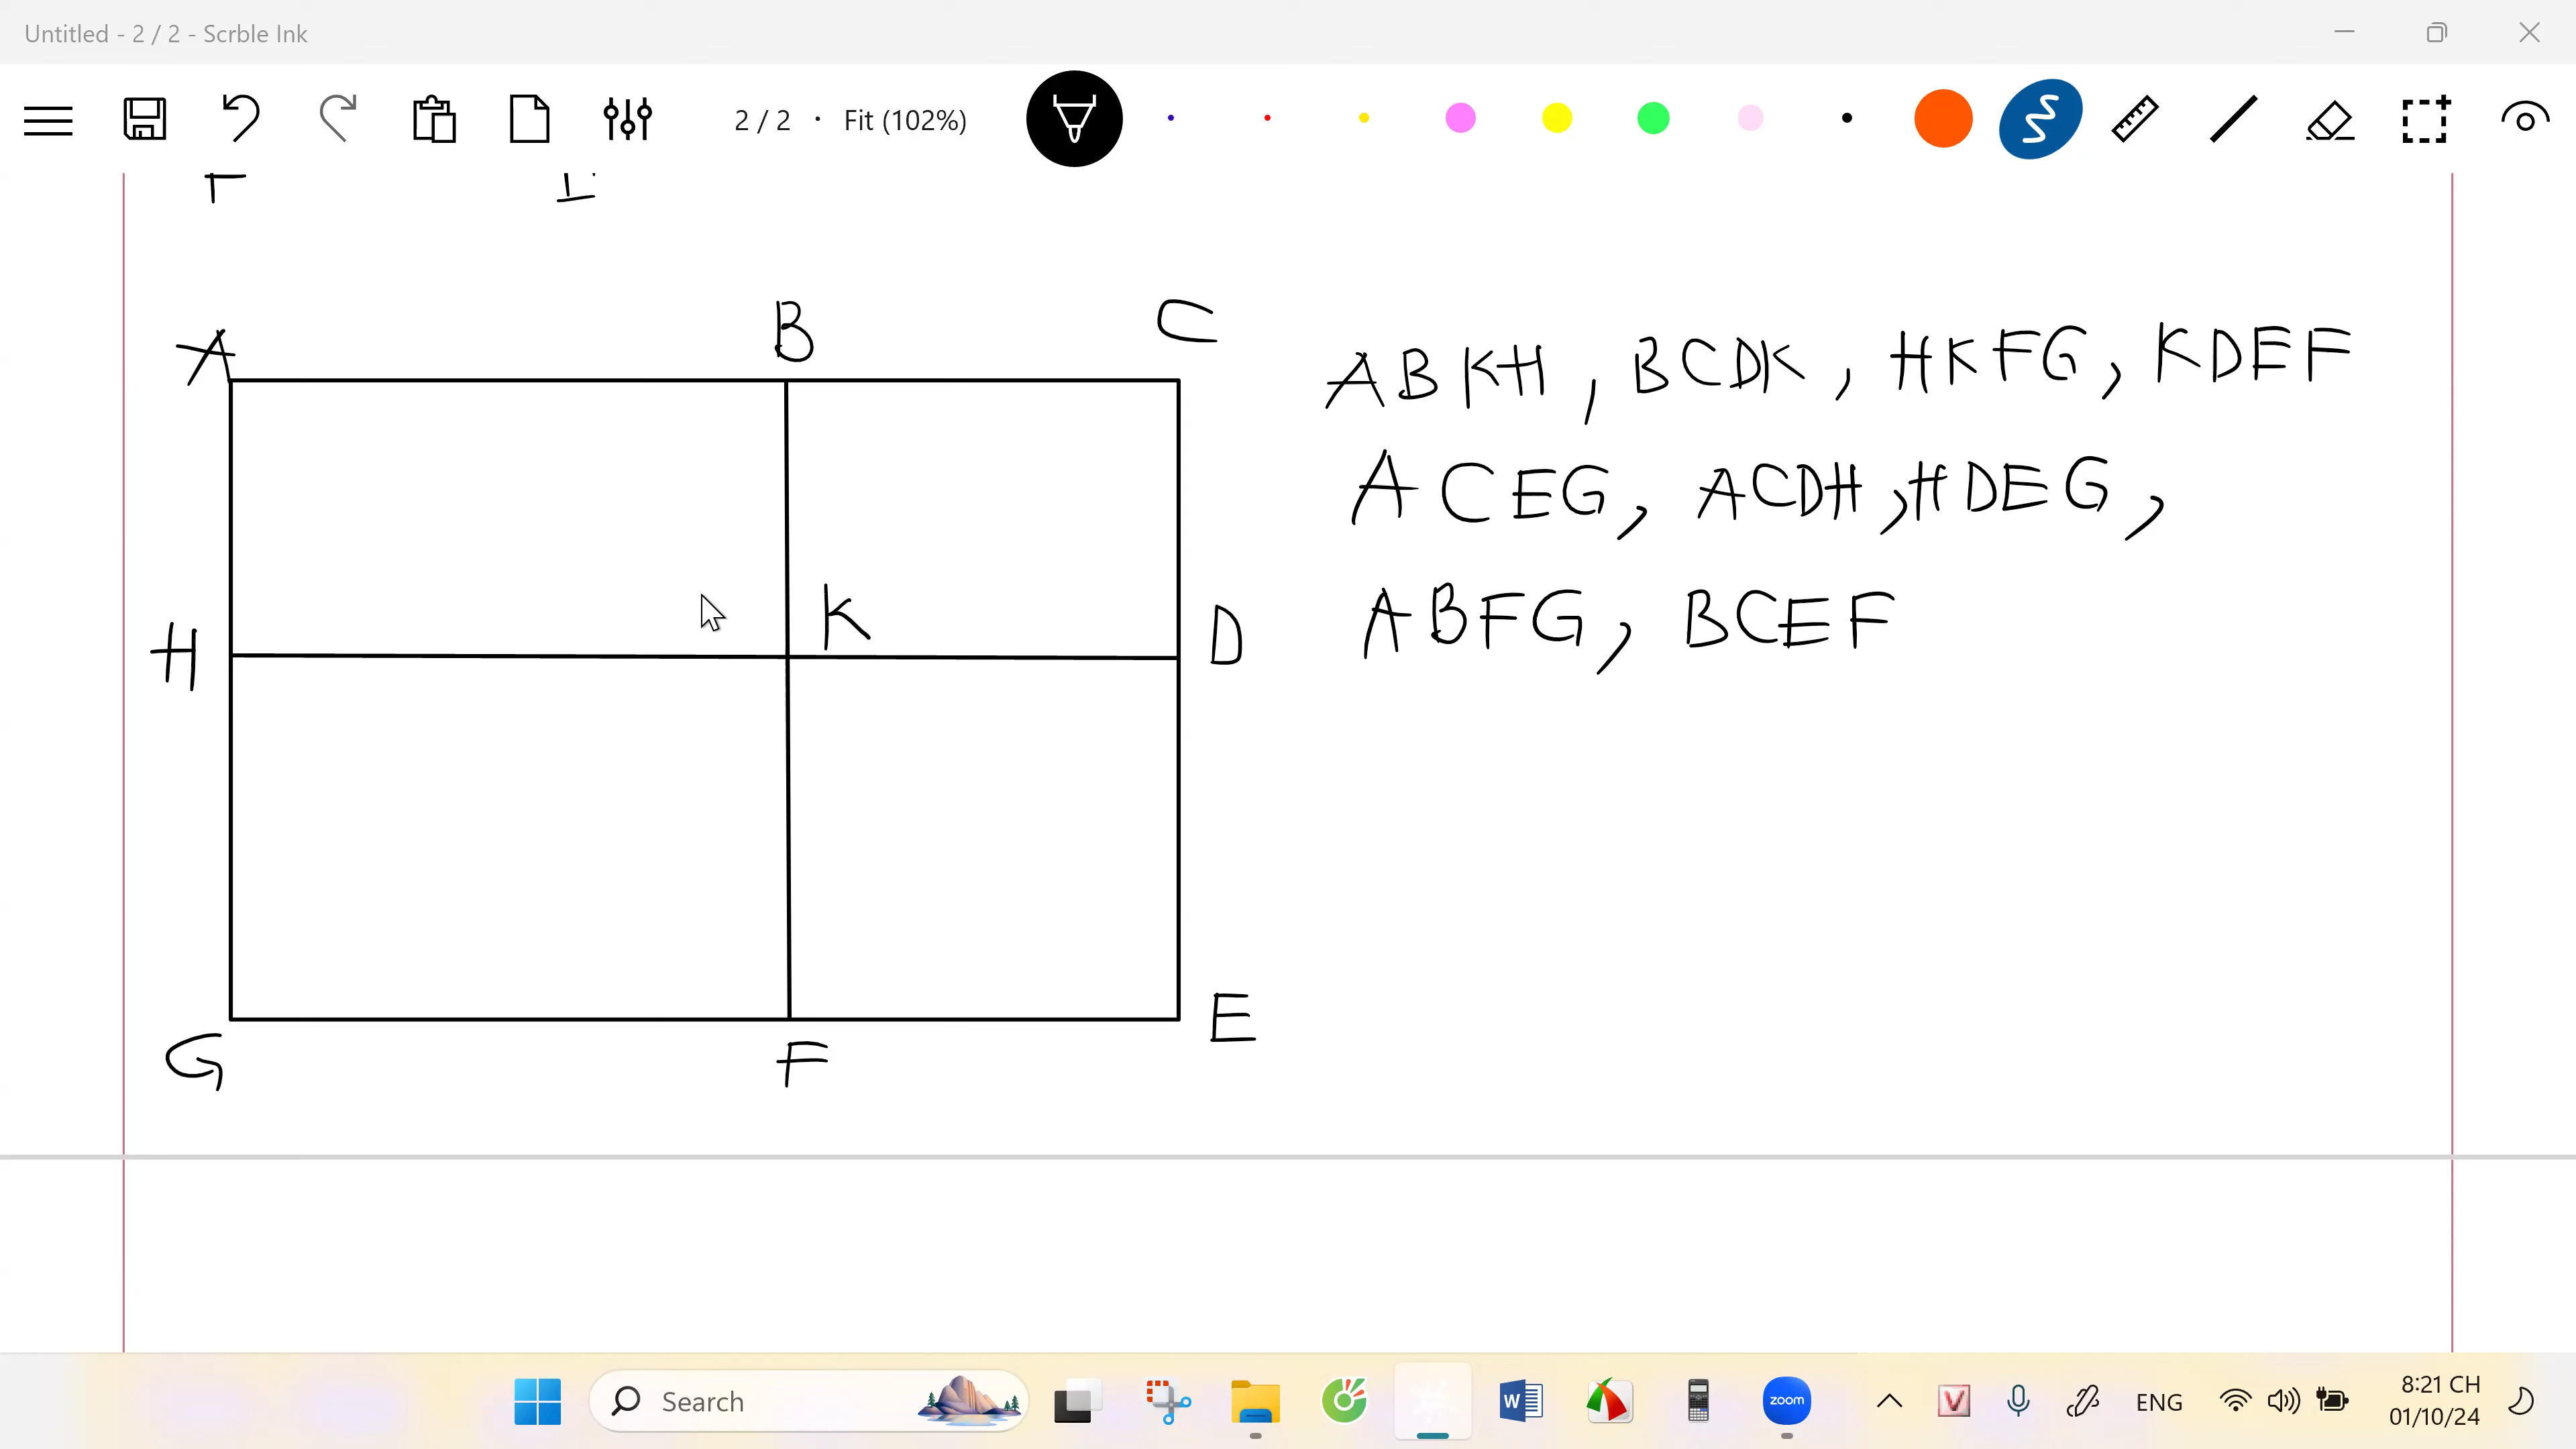 Untitled - 2 / 2 - Scrble Ink
2 / 2 · Fit (102%)
A B C
ABKH, BCDK, HKFG, KDEF
ACEG, ACDH, HDEG,
ABFG, BCEF
H K D
G F E
Search
zoom
ENG
8:21 CH
01/10/24